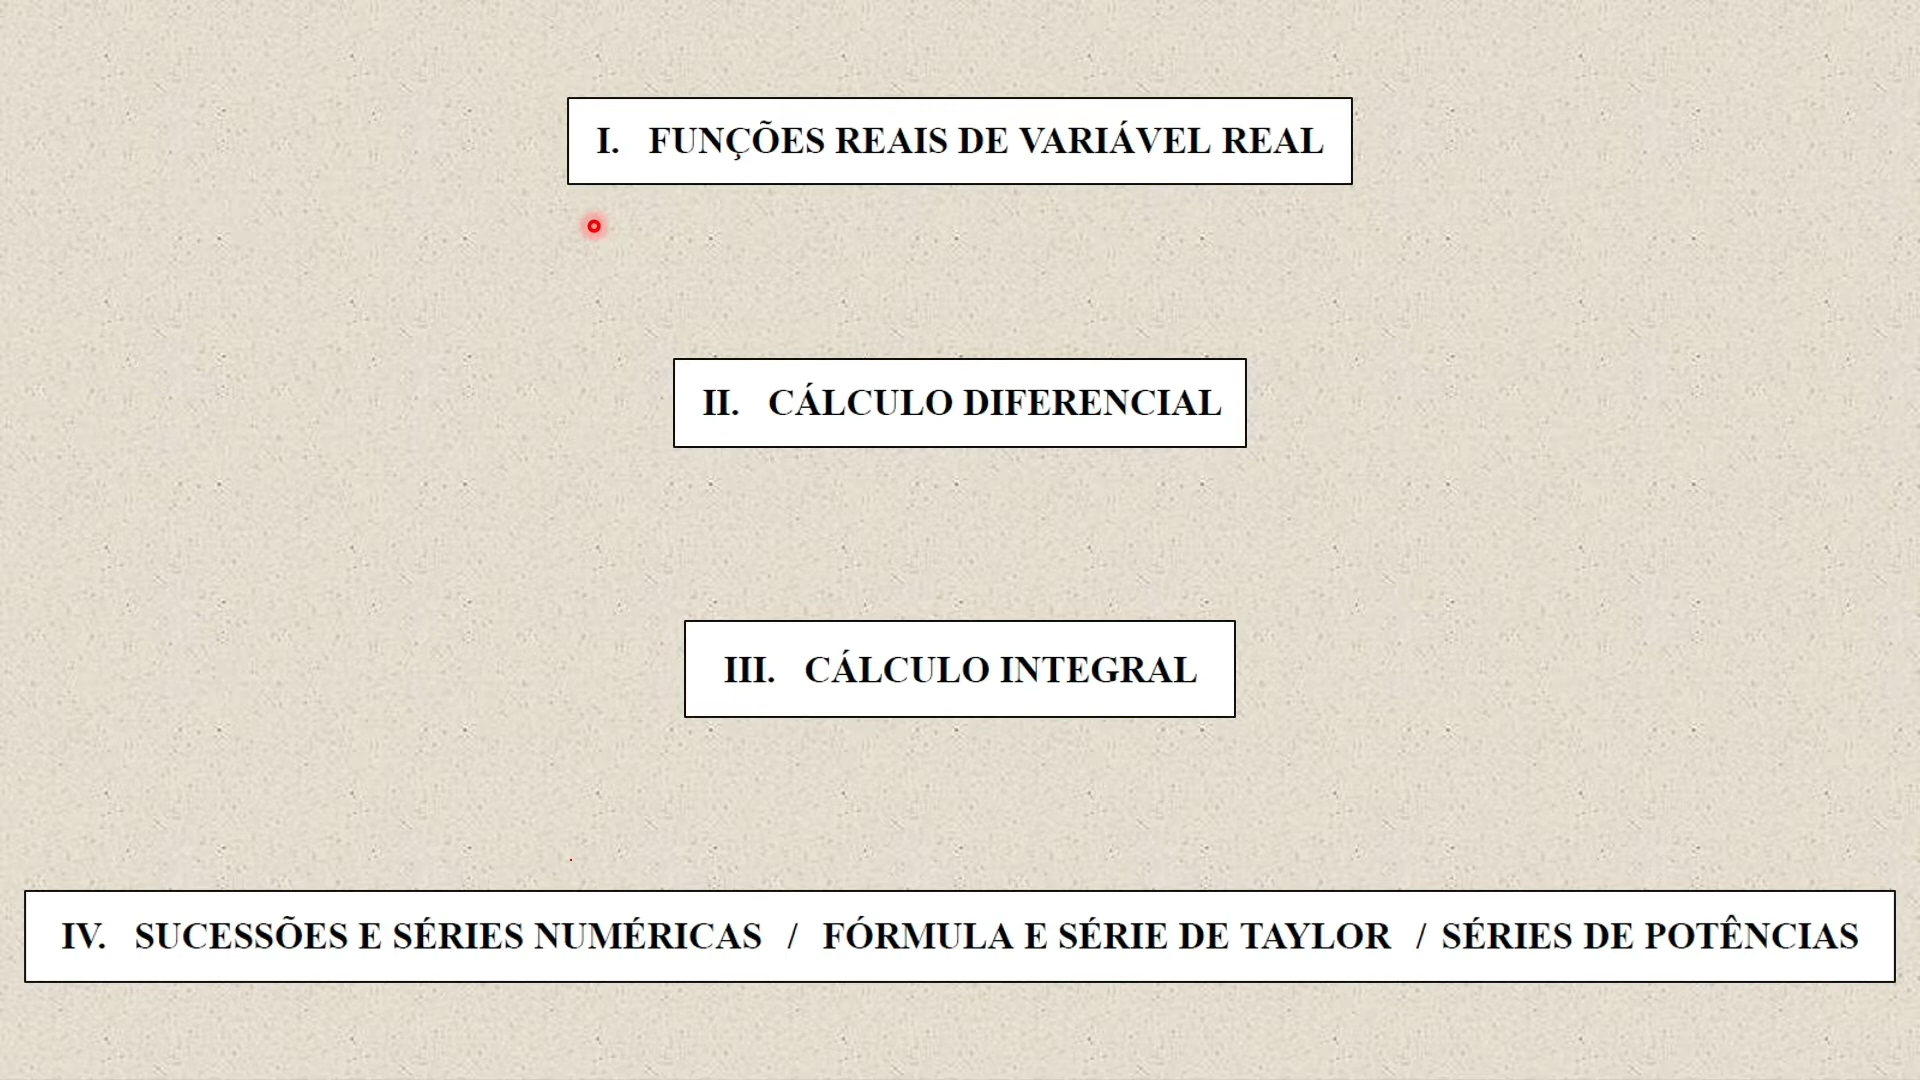 I. FUNÇÕES REAIS DE VARIÁVEL REAL
II. CÁLCULO DIFERENCIAL
III. CÁLCULO INTEGRAL
IV. SUCESSÕES E SÉRIES NUMÉRICAS / FÓRMULA E SÉRIE DE TAYLOR / SÉRIES DE POTÊNCIAS